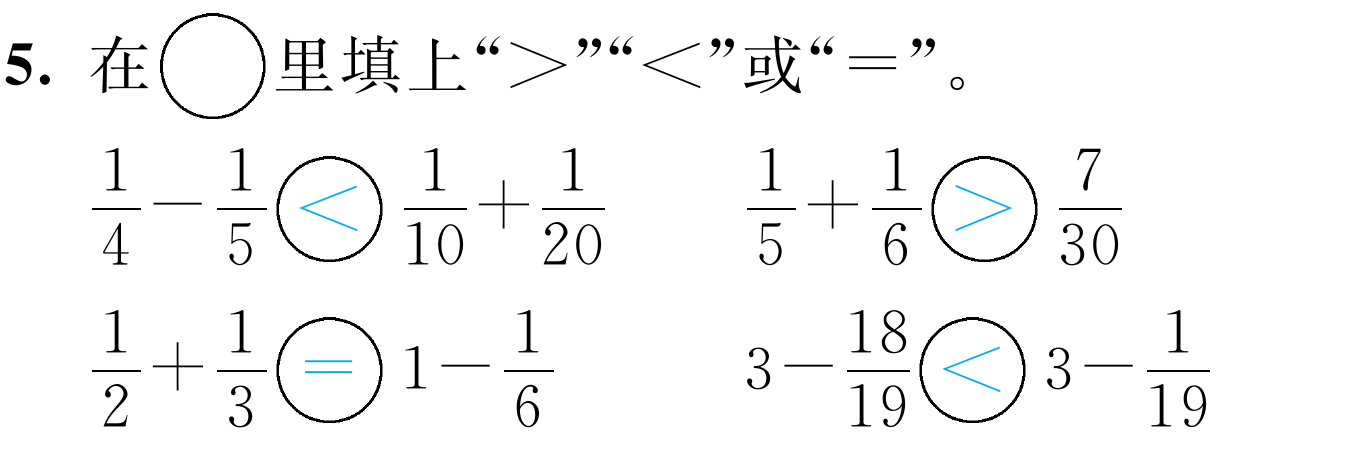 5. 在○里填上“>”“<”或“=”。
1/4 − 1/5 < 1/10 + 1/20 1/5 + 1/6 > 7/30
1/2 + 1/3 = 1 − 1/6 3 − 18/19 < 3 − 1/19